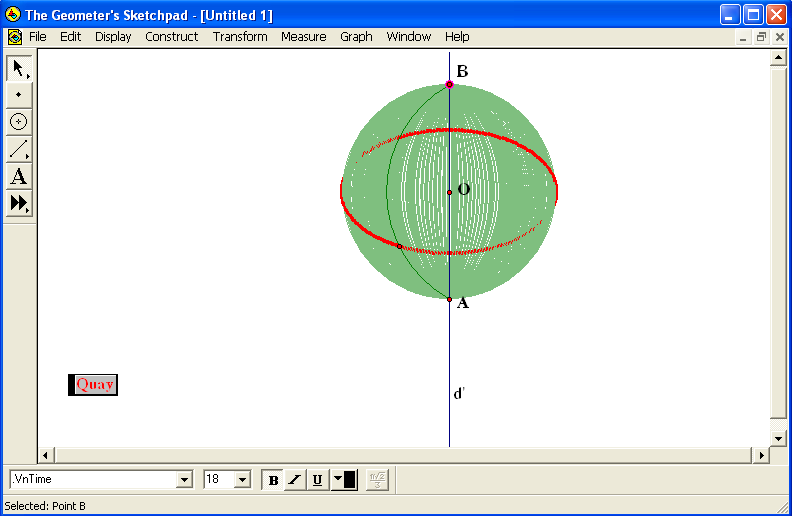 The Geometer's Sketchpad - [Untitled 1]
File Edit Display Construct Transform Measure Graph Window Help
A
B
O
A
Quay
d'
.VnTime 18 B I U
Selected: Point B